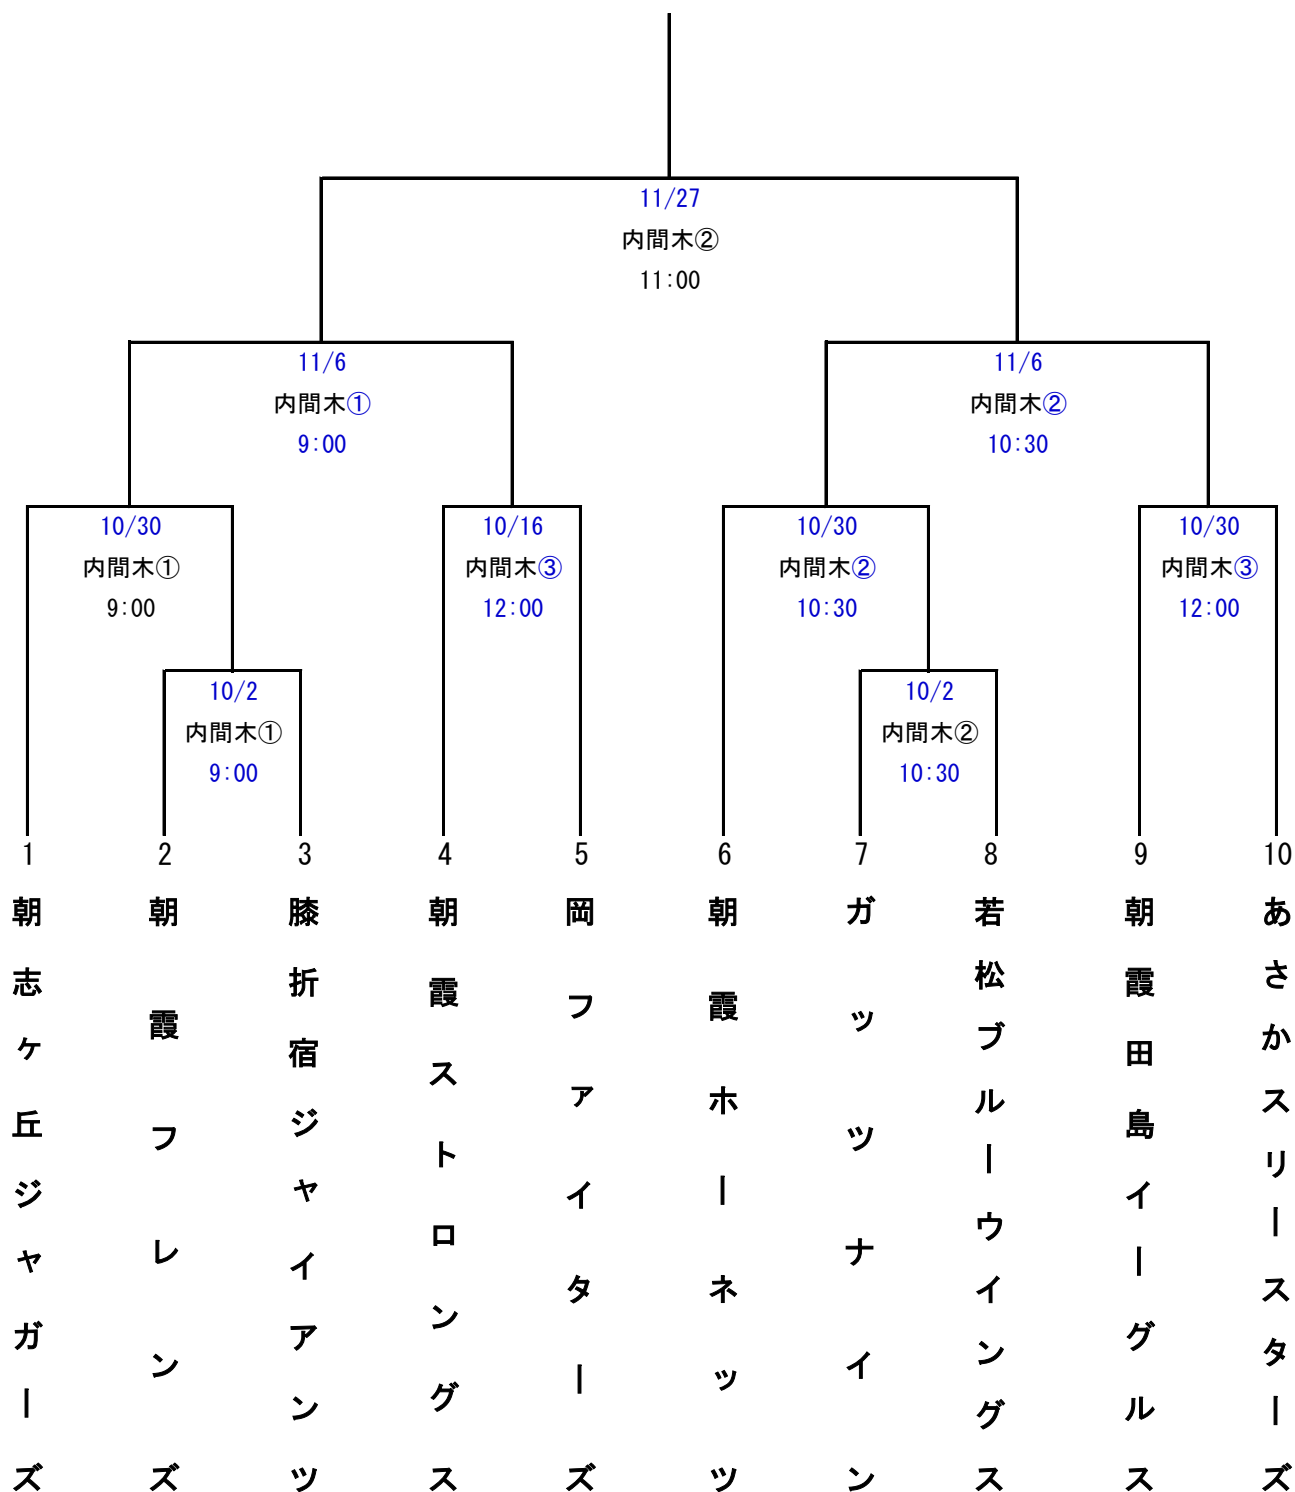 11/27
内間木②
11:00
11/6
内間木①
9:00
11/6
内間木②
10:30
10/30
内間木①
9:00
10/16
内間木③
12:00
10/30
内間木②
10:30
10/30
内間木③
12:00
10/2
内間木①
9:00
10/2
内間木②
10:30
1
2
3
4
5
6
7
8
9
10
朝志ヶ丘ジャガーズ
朝霞フレンズ
膝折宿ジャイアンツ
朝霞ストロングス
岡ファイターズ
朝霞ホーネッツ
ガッツナイン
若松ブルーウイングス
朝霞田島イーグルス
あさかスリースターズ